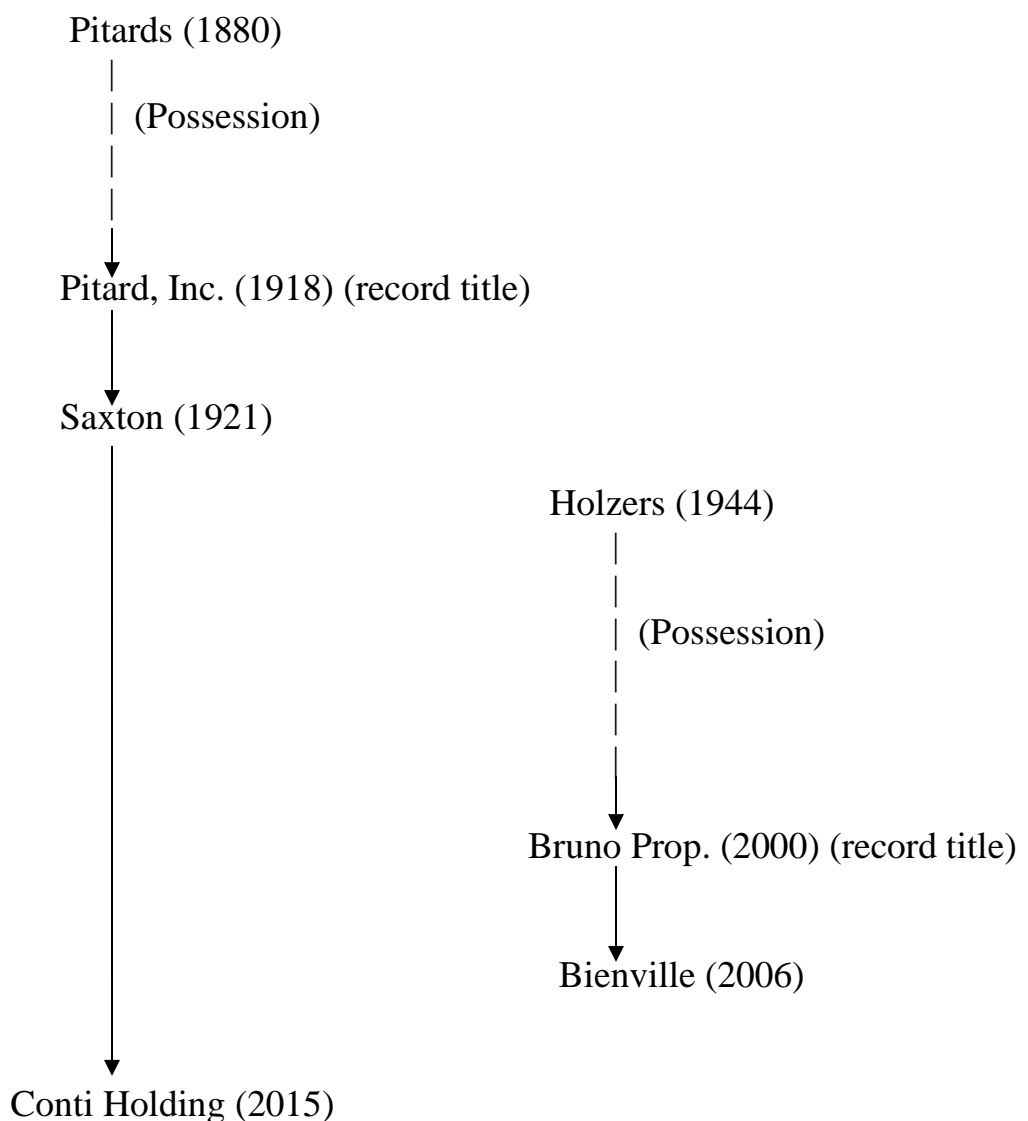 Pitards (1880)
(Possession)
Pitard, Inc. (1918) (record title)
Saxton (1921)
Holzers (1944)
(Possession)
Bruno Prop. (2000) (record title)
Bienville (2006)
Conti Holding (2015)